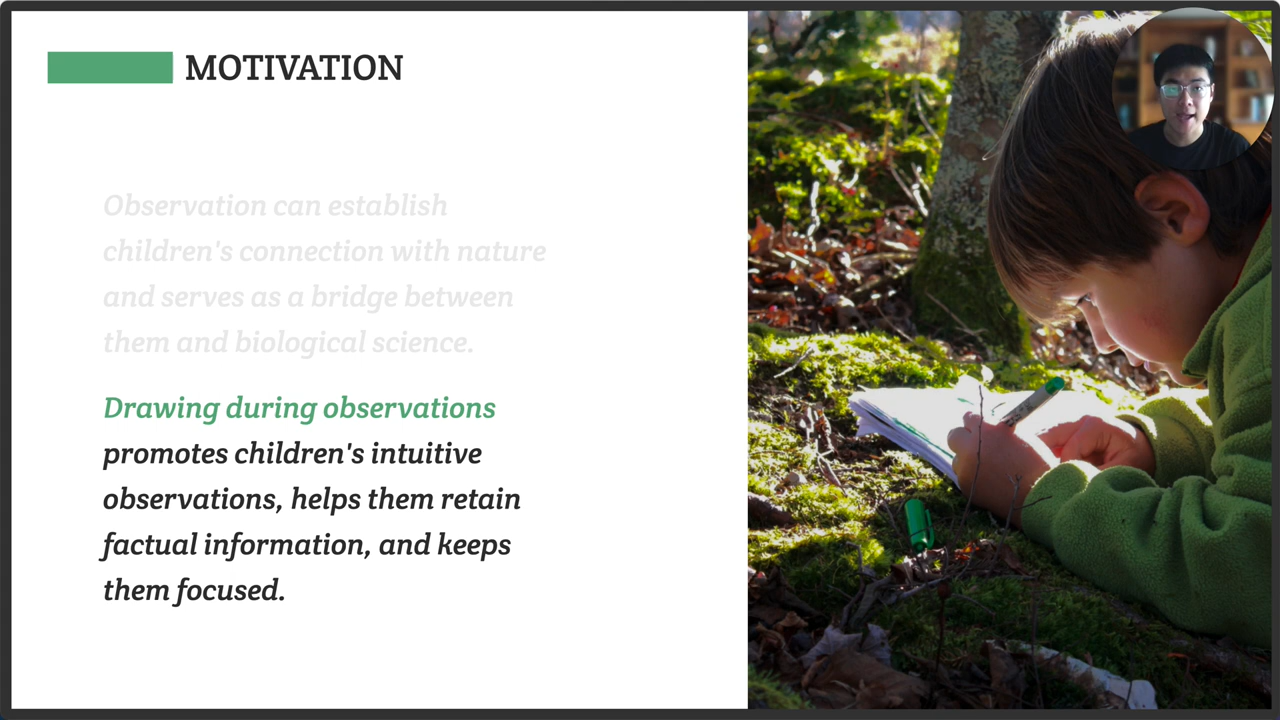 MOTIVATION
Observation can establish
children's connection with nature
and serves as a bridge between
them and biological science.
Drawing during observations
promotes children's intuitive
observations, helps them retain
factual information, and keeps
them focused.